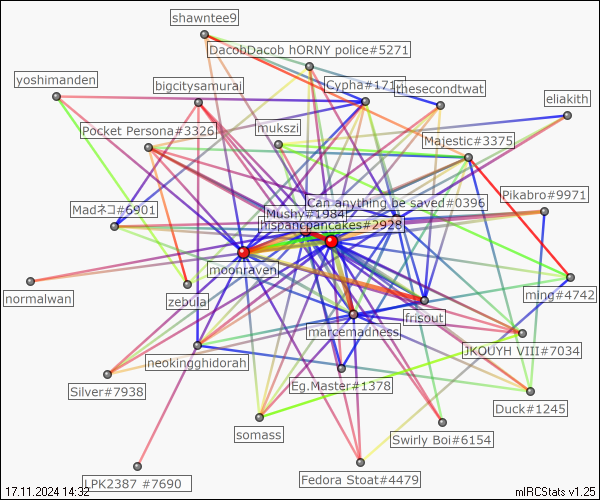 shawntee9
DacobDacob hORNY police#5271
yoshimanden
bigcitysamurai
Cypha#171
thesecondtwat
eliakith
Pocket Persona#3326
mukszi
Majestic#3375
Pikabro#9971
Can anything be saved#0396
Madネコ#6901
Mushy#1984
hispanicpancakes#2928
moonraven
normalwan
zebula
frisout
ming#4742
marcemadness
neokingghidorah
JKOUYH VIII#7034
Silver#7938
Eg.Master#1378
Duck#1245
somass
Swirly Boi#6154
LPK2387 #7690
Fedora Stoat#4479
17.11.2024 14:32
mIRCStats v1.25